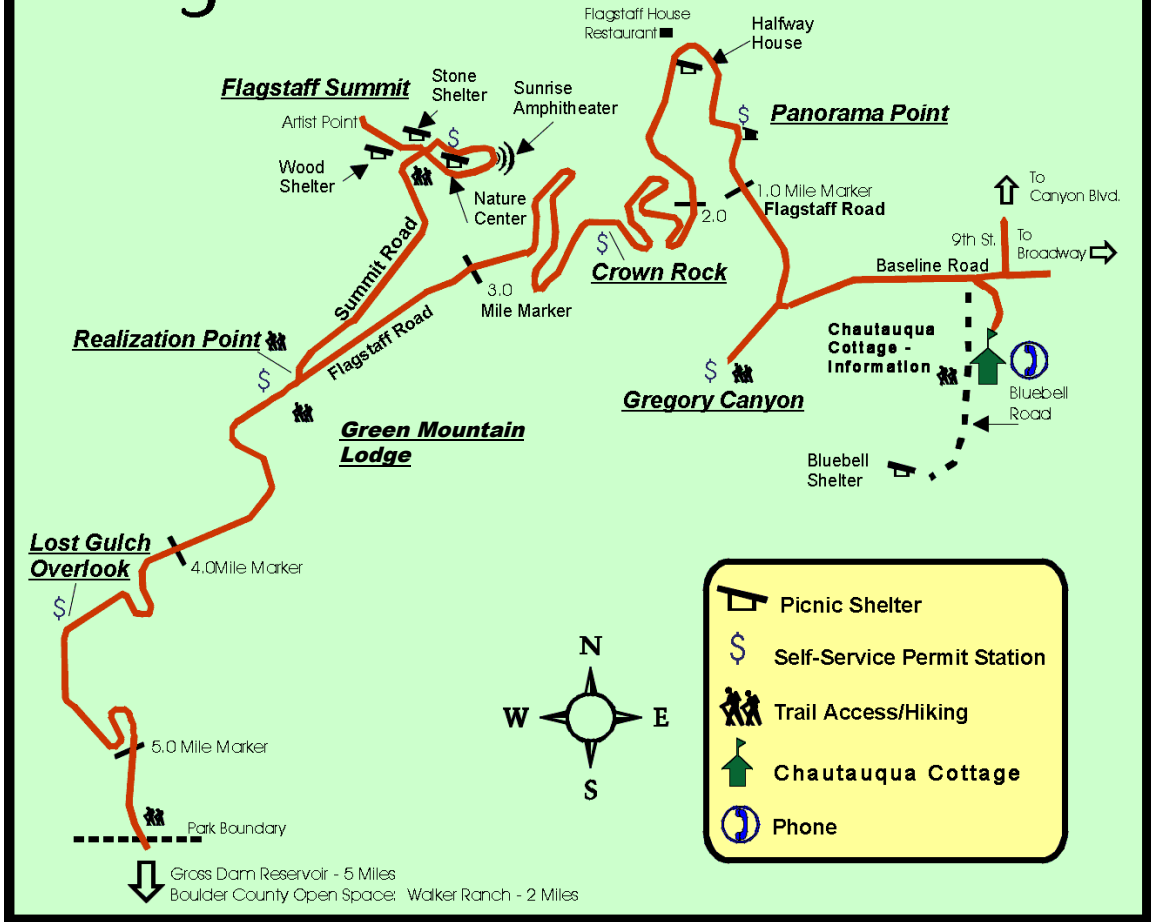 Flagstaff House
Restaurant
Halfway
House
Flagstaff Summit
Stone
Shelter
Sunrise
Amphitheater
Panorama Point
Artist Point
Wood
Shelter
$
$
Nature
Center
1.0 Mile Marker
Flagstaff Road
2.0
To
Canyon Blvd.
9th St.
To
Broadway
Baseline Road
$
Crown Rock
Summit Road
3.0
Mile Marker
Flagstaff Road
Realization Point
$
Chautauqua
Cottage -
Information
$
Gregory Canyon
Bluebell
Road
Green Mountain
Lodge
Bluebell
Shelter
Lost Gulch
Overlook
$
4.0Mile Marker
5.0 Mile Marker
Park Boundary
Gross Dam Reservoir - 5 Miles
Boulder County Open Space: Walker Ranch - 2 Miles
N
W
E
S
Picnic Shelter
$ Self-Service Permit Station
Trail Access/Hiking
Chautauqua Cottage
Phone